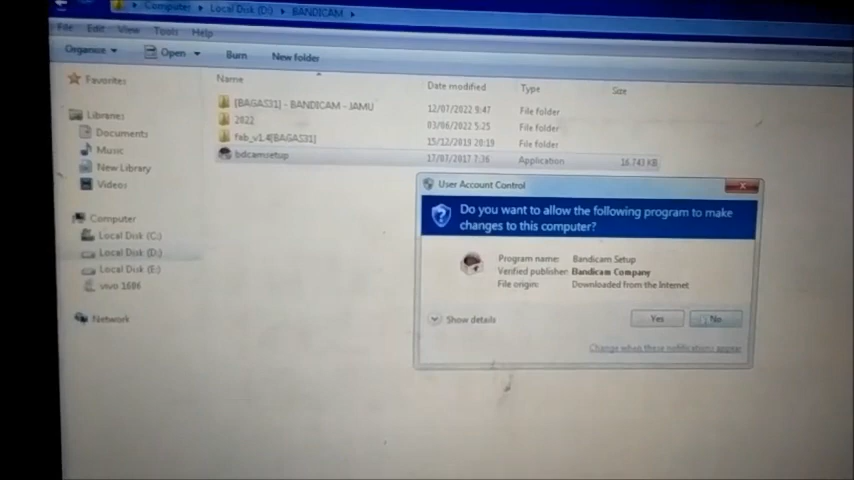 Computer Local Disk (D:) BANDICAM
File Edit View Tools Help
Organize Open Burn New folder
Name Date modified Type Size
Favorites
[BAGAS31] - BANDICAM - JAMU 12/07/2022 9:47 File folder
2022 03/06/2022 5:25 File folder
fab_v1.4[BAGAS31] 15/12/2019 20:19 File folder
bdcamsetup 17/07/2017 7:36 Application 16.743 KB
Libraries
Documents
Music
New Library
Videos
Computer
Local Disk (C:)
Local Disk (D:)
Local Disk (E:)
vivo 1606
Network
User Account Control
Do you want to allow the following program to make
changes to this computer?
Program name: Bandicam Setup
Verified publisher: Bandicam Company
File origin: Downloaded from the Internet
Show details
Yes No
Change when these notifications appear